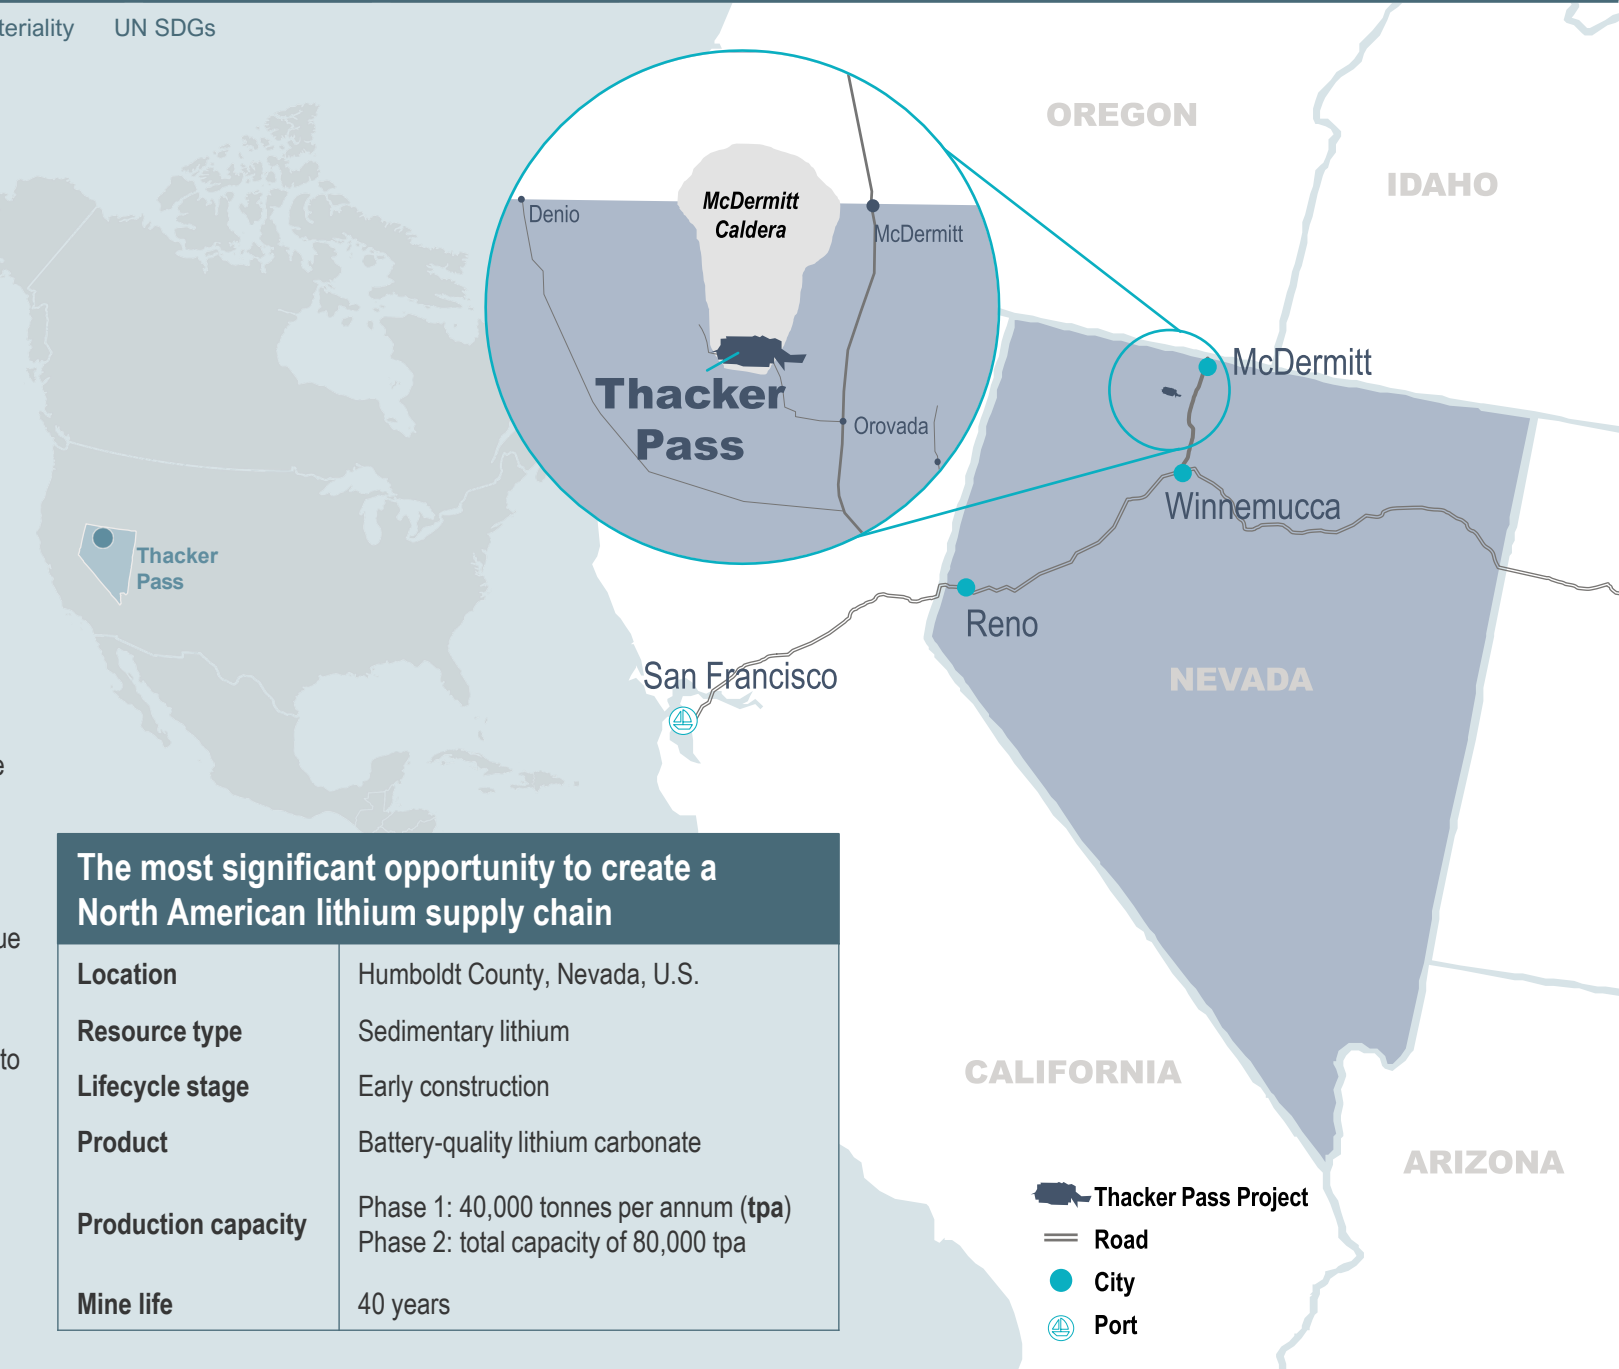 teriality UN SDGs
OREGON
IDAHO
McDermitt
Caldera
Denio
McDermitt
Thacker
Pass
Orovada
McDermitt
Winnemucca
Thacker
Pass
Reno
San Francisco
NEVADA
e
ue
to
The most significant opportunity to create a
North American lithium supply chain
Location Humboldt County, Nevada, U.S.
Resource type Sedimentary lithium
Lifecycle stage Early construction
Product Battery-quality lithium carbonate
Production capacity Phase 1: 40,000 tonnes per annum (tpa)
Phase 2: total capacity of 80,000 tpa
Mine life 40 years
CALIFORNIA
ARIZONA
Thacker Pass Project
Road
City
Port